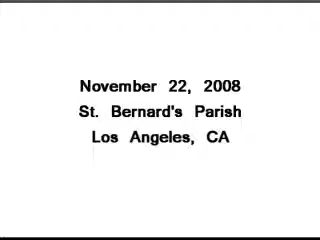 November 22, 2008
St. Bernard's Parish
Los Angeles, CA